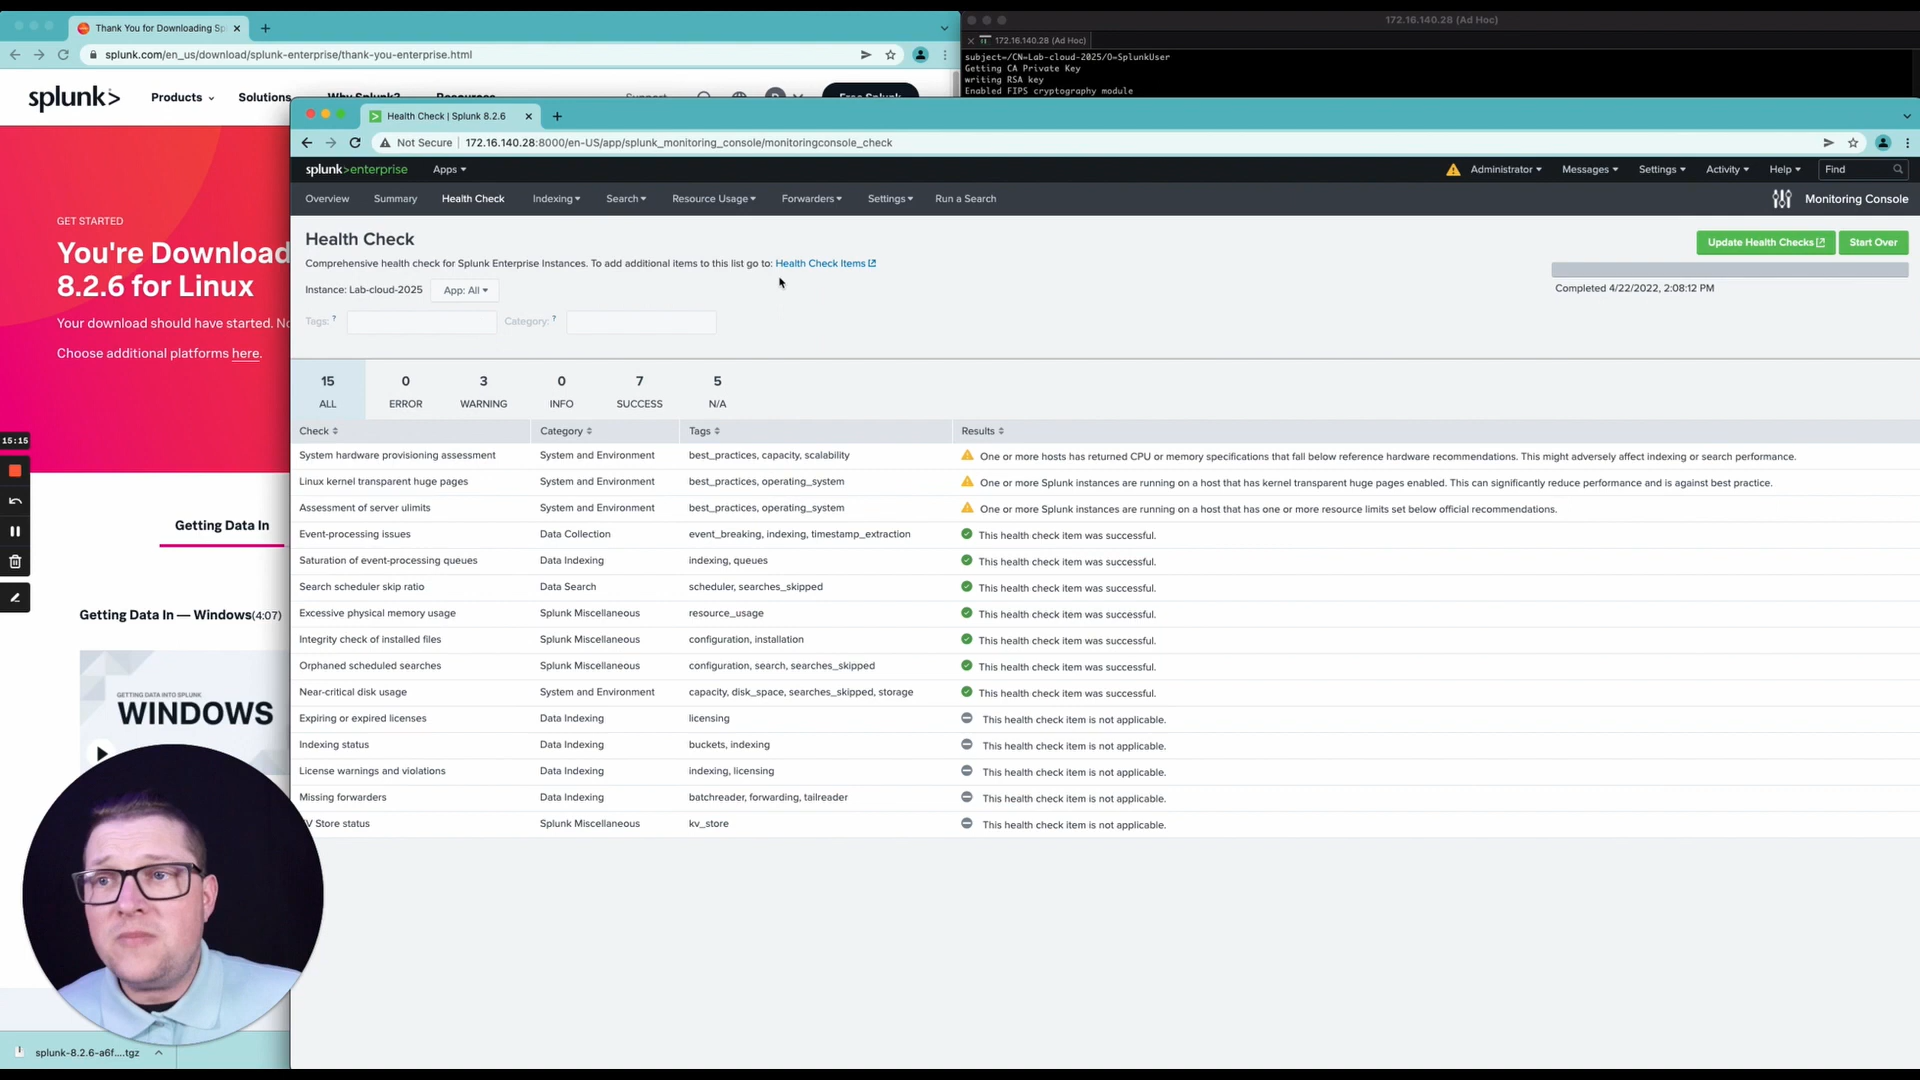 Thank You for Downloading Sp
splunk.com/en_us/download/splunk-enterprise/thank-you-enterprise.html
splunk>
Products
Solutions
Why Splunk?
Resources
Support
Free Splunk
GET STARTED
You're Download
8.2.6 for Linux
Your download should have started. No
Choose additional platforms here.
Getting Data In
Getting Data In — Windows(4:07)
GETTING DATA INTO SPLUNK
WINDOWS
15:15
splunk-8.2.6-a6f....tgz
172.16.140.28 (Ad Hoc)
172.16.140.28 (Ad Hoc)
subject=/CN=Lab-cloud-2025/O=SplunkUser
Getting CA Private Key
writing RSA key
Enabled FIPS cryptography module
Health Check | Splunk 8.2.6
Not Secure 172.16.140.28:8000/en-US/app/splunk_monitoring_console/monitoringconsole_check
splunk>enterprise Apps Administrator Messages Settings Activity Help Find
Overview Summary Health Check Indexing Search Resource Usage Forwarders Settings Run a Search Monitoring Console
Health Check
Update Health Checks Start Over
Comprehensive health check for Splunk Enterprise Instances. To add additional items to this list go to: Health Check Items
Instance: Lab-cloud-2025 App: All
Completed 4/22/2022, 2:08:12 PM
Tags: ? Category: ?
15 0 3 0 7 5
ALL ERROR WARNING INFO SUCCESS N/A
Check Category Tags Results
System hardware provisioning assessment System and Environment best_practices, capacity, scalability One or more hosts has returned CPU or memory specifications that fall below reference hardware recommendations. This might adversely affect indexing or search performance.
Linux kernel transparent huge pages System and Environment best_practices, operating_system One or more Splunk instances are running on a host that has kernel transparent huge pages enabled. This can significantly reduce performance and is against best practice.
Assessment of server ulimits System and Environment best_practices, operating_system One or more Splunk instances are running on a host that has one or more resource limits set below official recommendations.
Event-processing issues Data Collection event_breaking, indexing, timestamp_extraction This health check item was successful.
Saturation of event-processing queues Data Indexing indexing, queues This health check item was successful.
Search scheduler skip ratio Data Search scheduler, searches_skipped This health check item was successful.
Excessive physical memory usage Splunk Miscellaneous resource_usage This health check item was successful.
Integrity check of installed files Splunk Miscellaneous configuration, installation This health check item was successful.
Orphaned scheduled searches Splunk Miscellaneous configuration, search, searches_skipped This health check item was successful.
Near-critical disk usage System and Environment capacity, disk_space, searches_skipped, storage This health check item was successful.
Expiring or expired licenses Data Indexing licensing This health check item is not applicable.
Indexing status Data Indexing buckets, indexing This health check item is not applicable.
License warnings and violations Data Indexing indexing, licensing This health check item is not applicable.
Missing forwarders Data Indexing batchreader, forwarding, tailreader This health check item is not applicable.
V Store status Splunk Miscellaneous kv_store This health check item is not applicable.